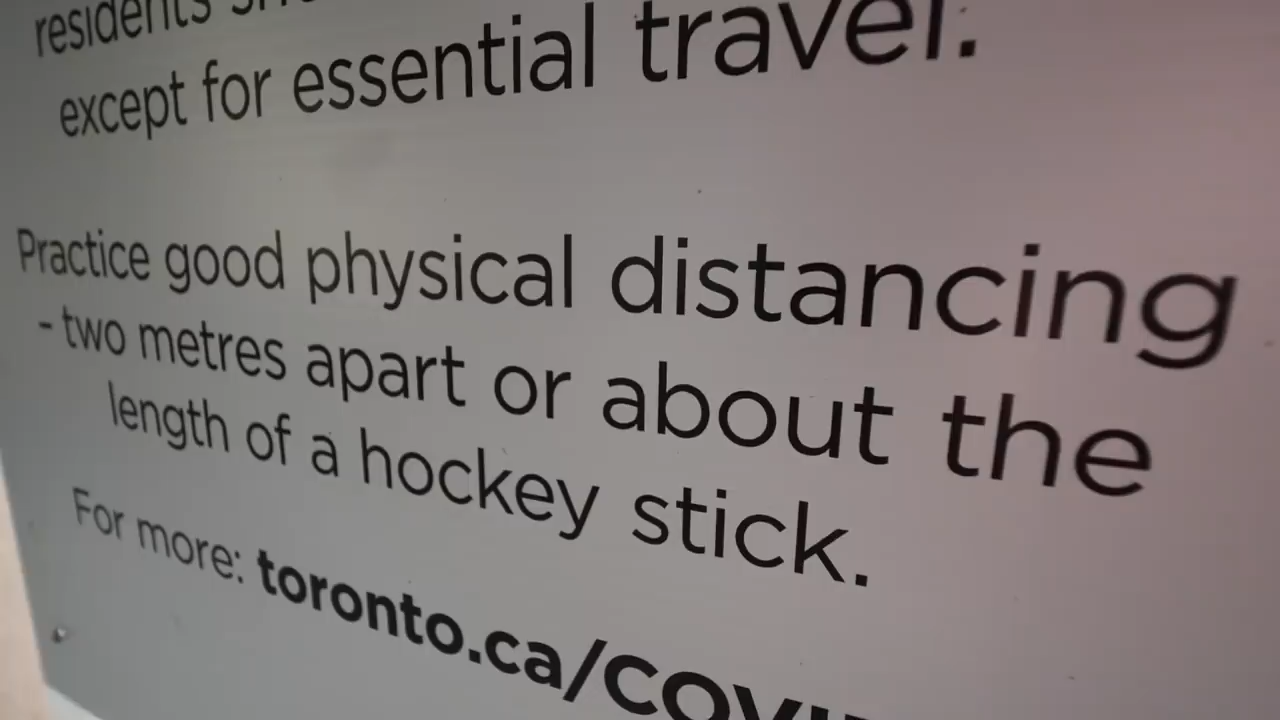 residents
except for essential travel.
Practice good physical distancing
- two metres apart or about the
length of a hockey stick.
For more: toronto.ca/covi